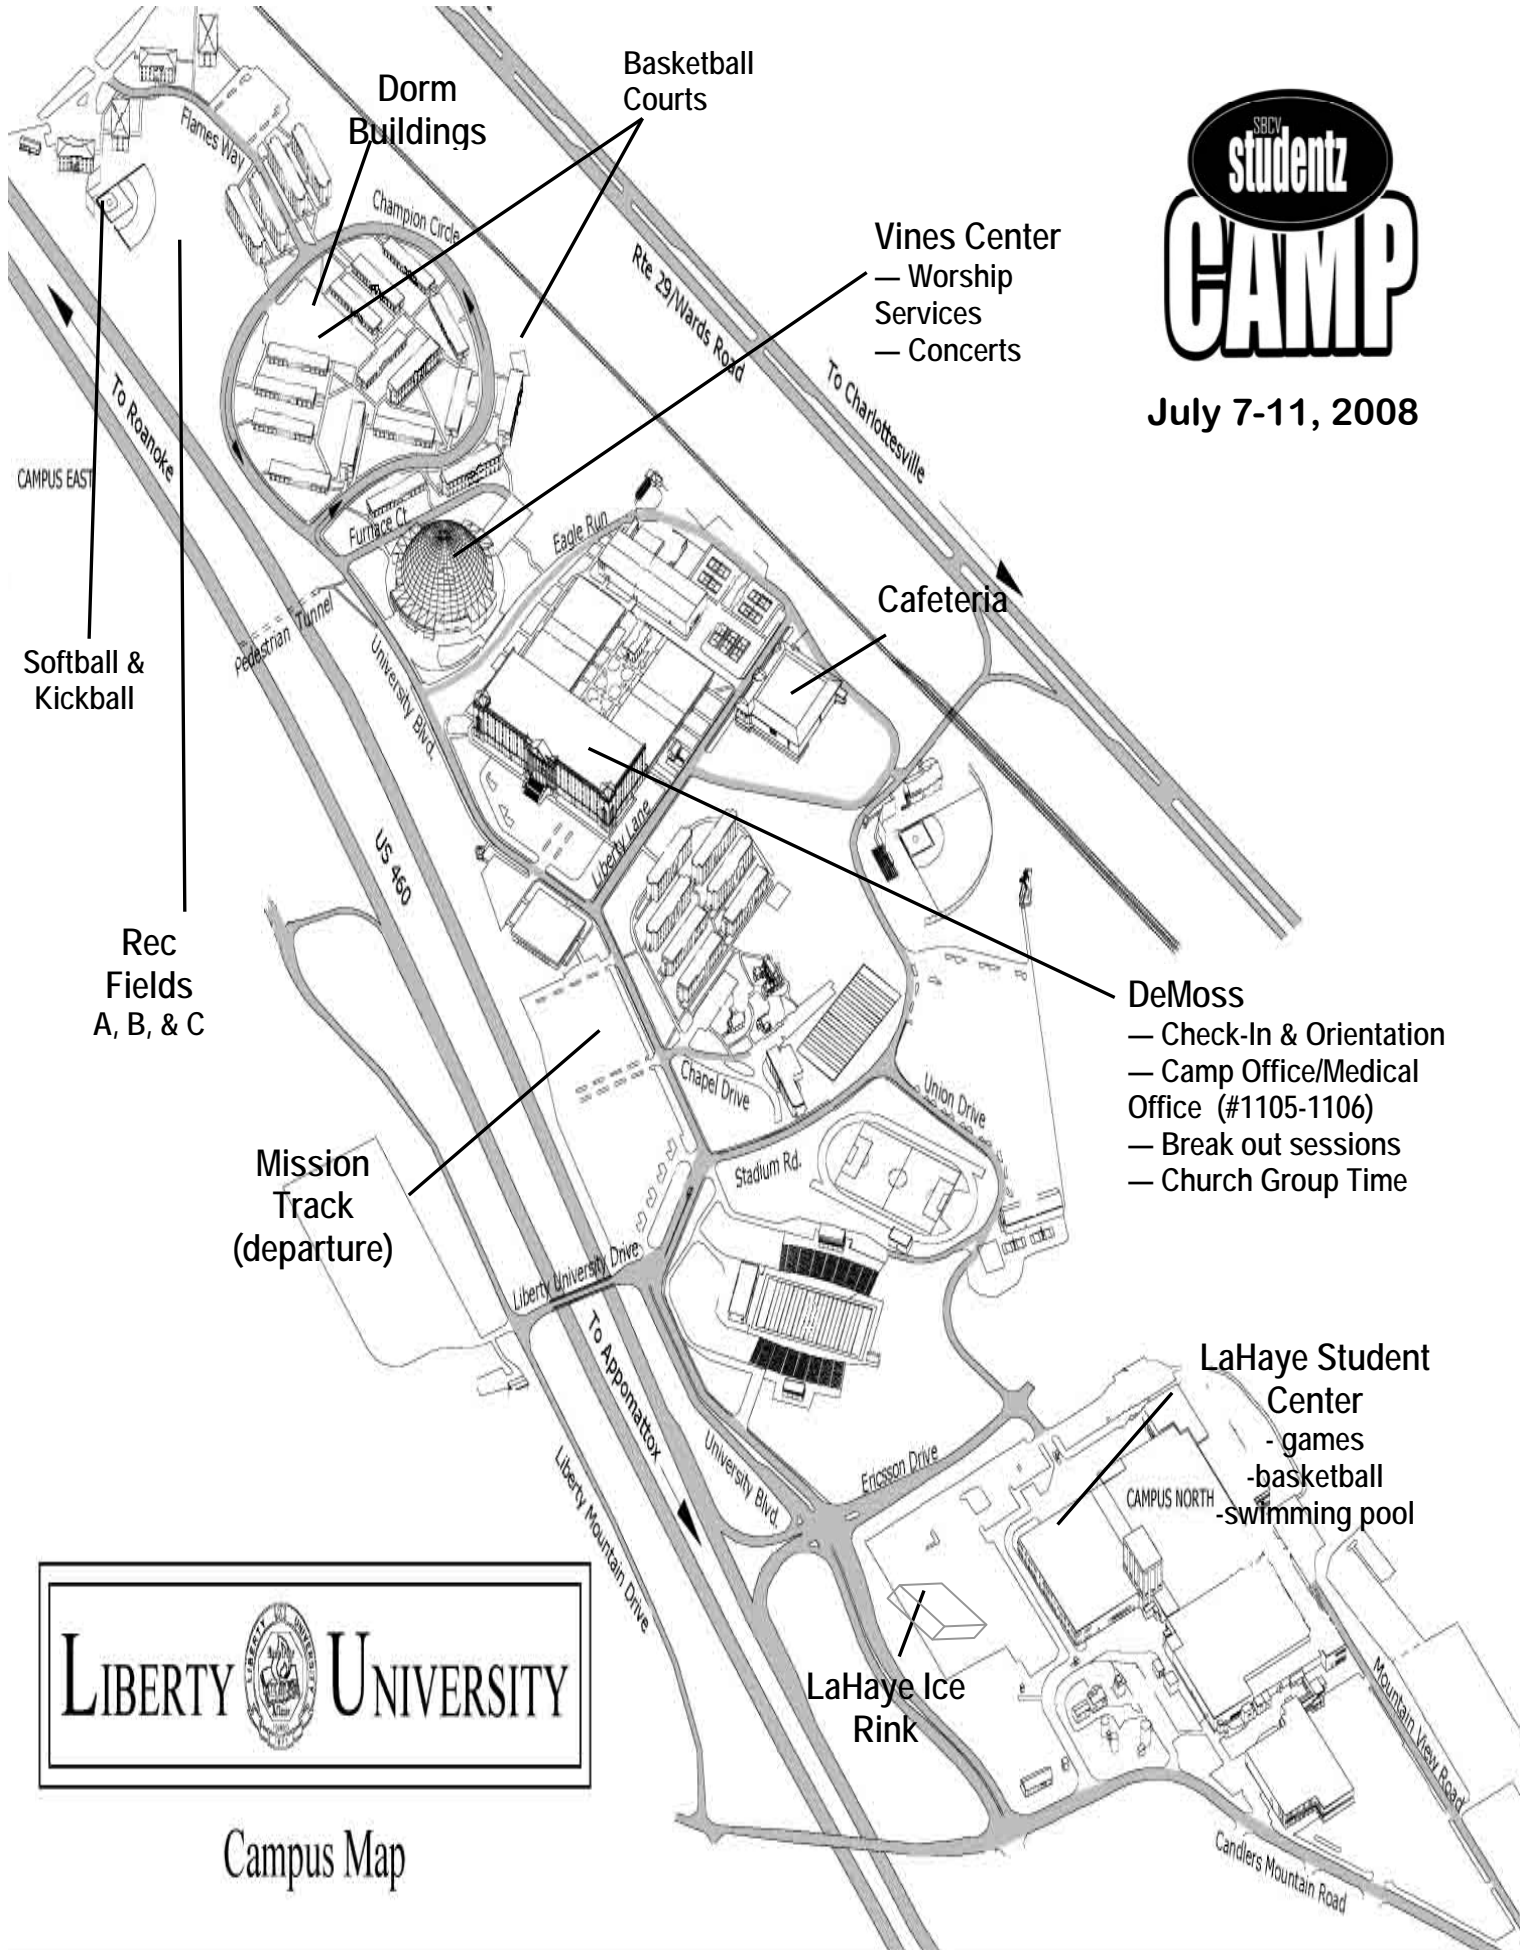 Dorm
Buildings
Basketball
Courts
SBCV
studentz
CAMP
July 7-11, 2008
Flames Way
Champion Circle
Vines Center
— Worship
Services
— Concerts
Rte 29/Wards Road
To Charlottesville
To Roanoke
CAMPUS EAST
Furnace Ct
Eagle Run
Pedestrian Tunnel
University Blvd.
Cafeteria
Softball &
Kickball
US 460
Liberty Lane
Rec
Fields
A, B, & C
DeMoss
— Check-In & Orientation
— Camp Office/Medical
Office (#1105-1106)
— Break out sessions
— Church Group Time
Chapel Drive
Union Drive
Stadium Rd.
Mission
Track
(departure)
Liberty University Drive
To Appomattox
LaHaye Student
Center
- games
-basketball
-swimming pool
CAMPUS NORTH
University Blvd.
Ericsson Drive
Liberty Mountain Drive
LaHaye Ice
Rink
Mountain View Road
Candlers Mountain Road
LIBERTY UNIVERSITY
Campus Map